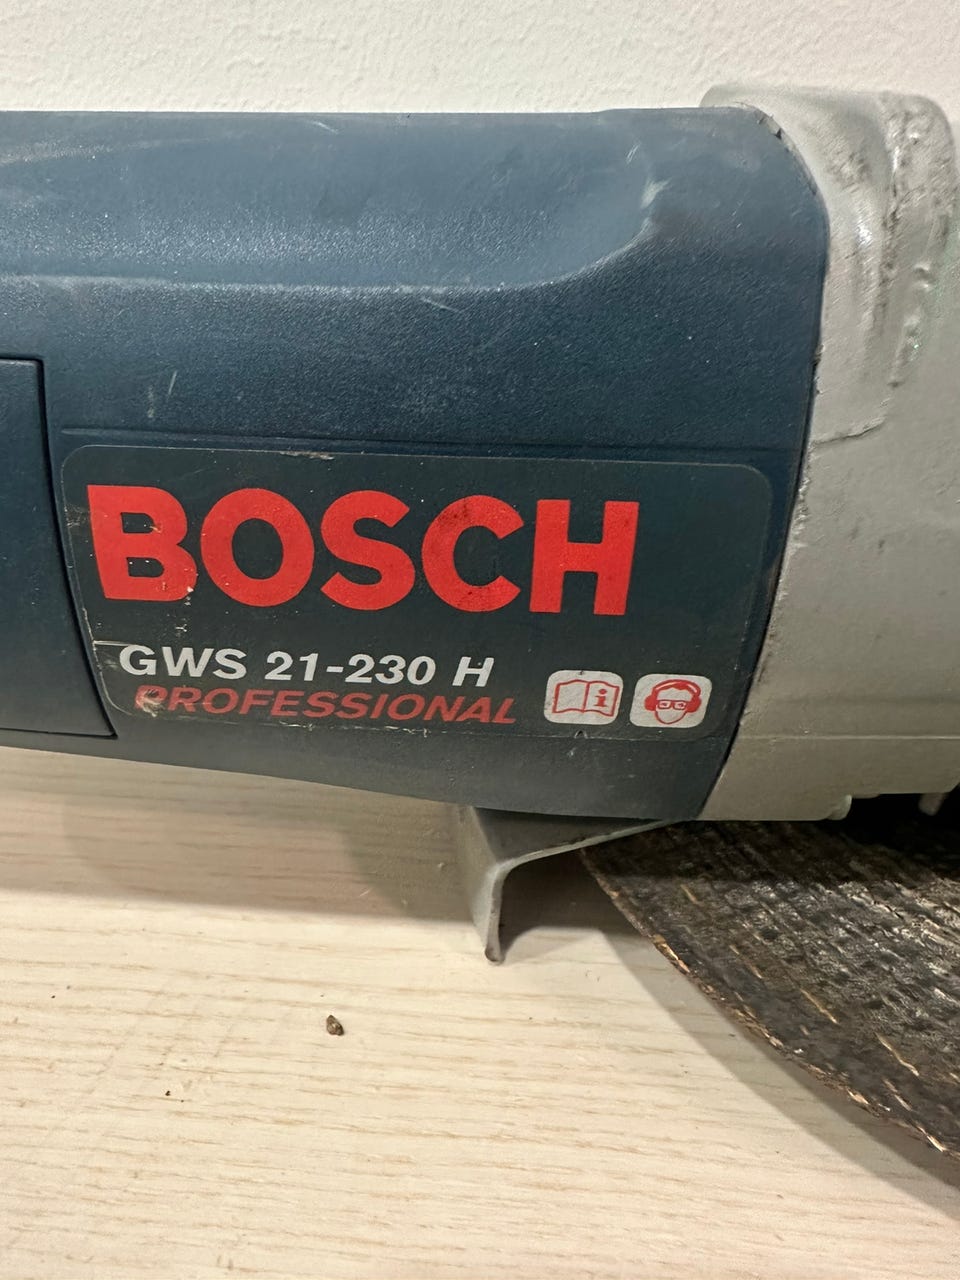 BOSCH
GWS 21-230 H
PROFESSIONAL